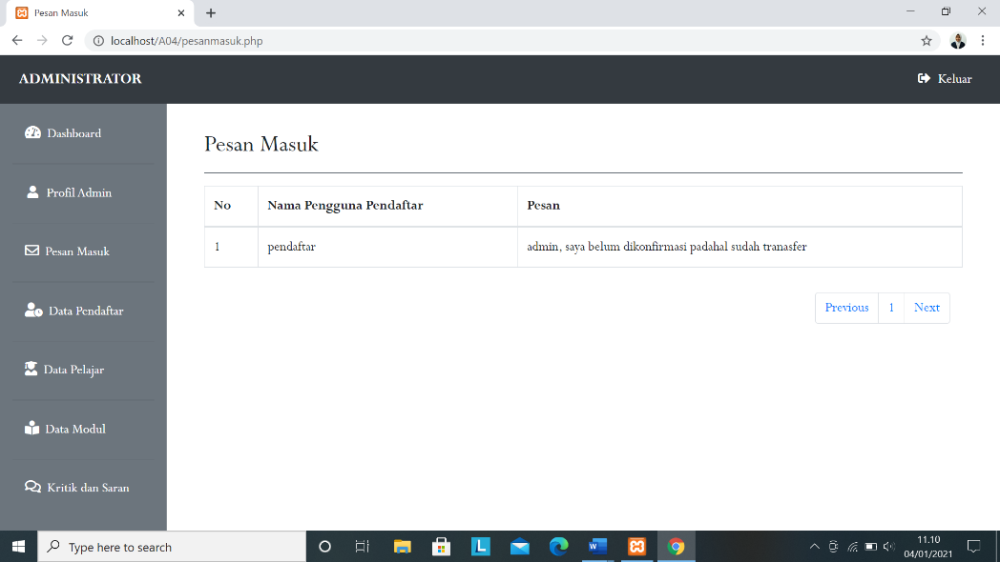 Pesan Masuk
localhost/A04/pesanmasuk.php
ADMINISTRATOR
Keluar
Dashboard
Profil Admin
Pesan Masuk
Data Pendaftar
Data Pelajar
Data Modul
Kritik dan Saran
Pesan Masuk
No Nama Pengguna Pendaftar Pesan
1 pendaftar admin, saya belum dikonfirmasi padahal sudah tranasfer
Previous 1 Next
Type here to search
11.10
04/01/2021